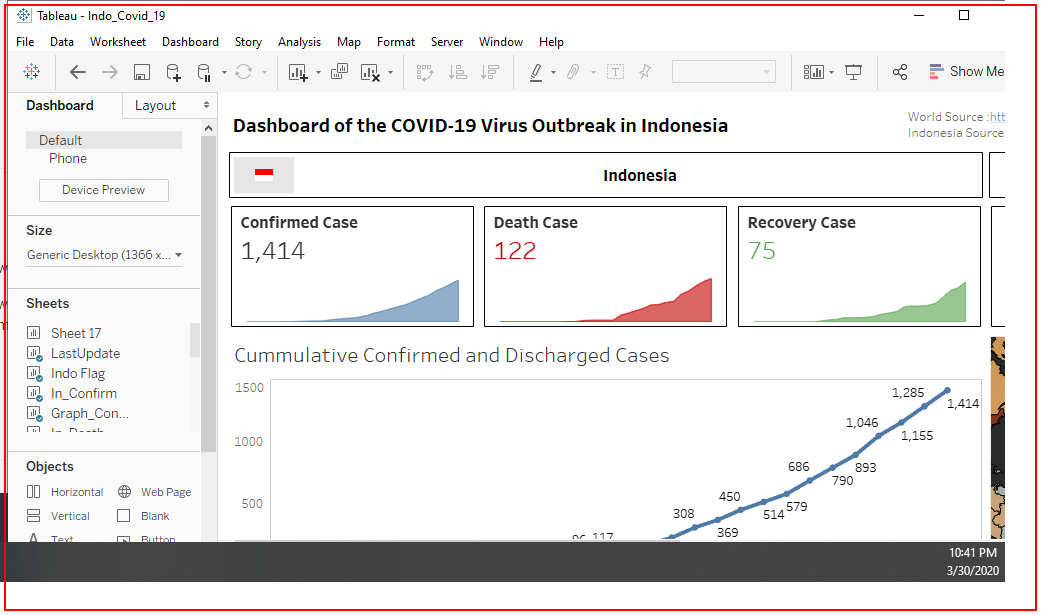 Tableau - Indo_Covid_19
File Data Worksheet Dashboard Story Analysis Map Format Server Window Help
Show Me
Dashboard Layout
Default
Phone
Device Preview
Size
Generic Desktop (1366 x...
Sheets
Sheet 17
LastUpdate
Indo Flag
In_Confirm
Graph_Con...
In_Death
Objects
Horizontal Web Page
Vertical Blank
Text Button
Dashboard of the COVID-19 Virus Outbreak in Indonesia
World Source :htt
Indonesia Source
Indonesia
Confirmed Case
1,414
Death Case
122
Recovery Case
75
Cummulative Confirmed and Discharged Cases
1500
1000
500
96 117 308 369 450 514 579 686 790 893 1,046 1,155 1,285 1,414
10:41 PM
3/30/2020